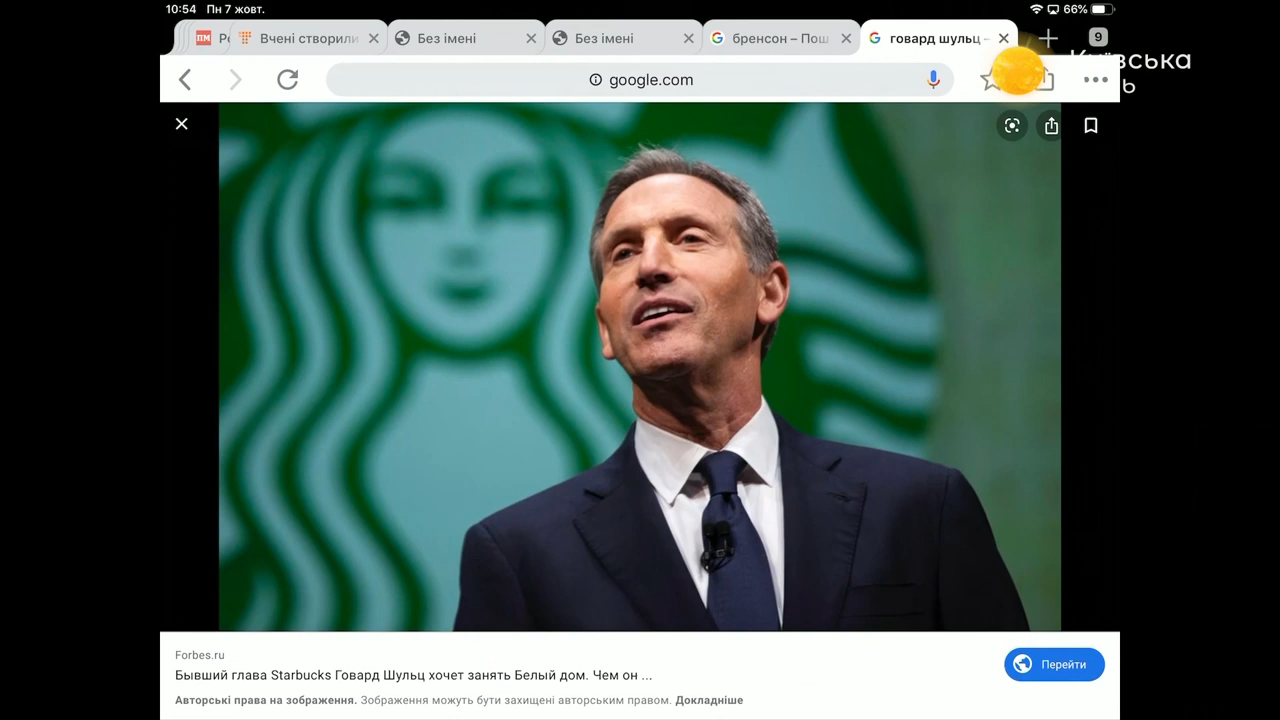 10:54 Пн 7 жовт. 66%
Вчені створили Без імені Без імені бренсон – Пош говард шульц – 9
google.com
Forbes.ru
Бывший глава Starbucks Говард Шульц хочет занять Белый дом. Чем он ...
Перейти
Авторські права на зображення. Зображення можуть бути захищені авторським правом. Докладніше